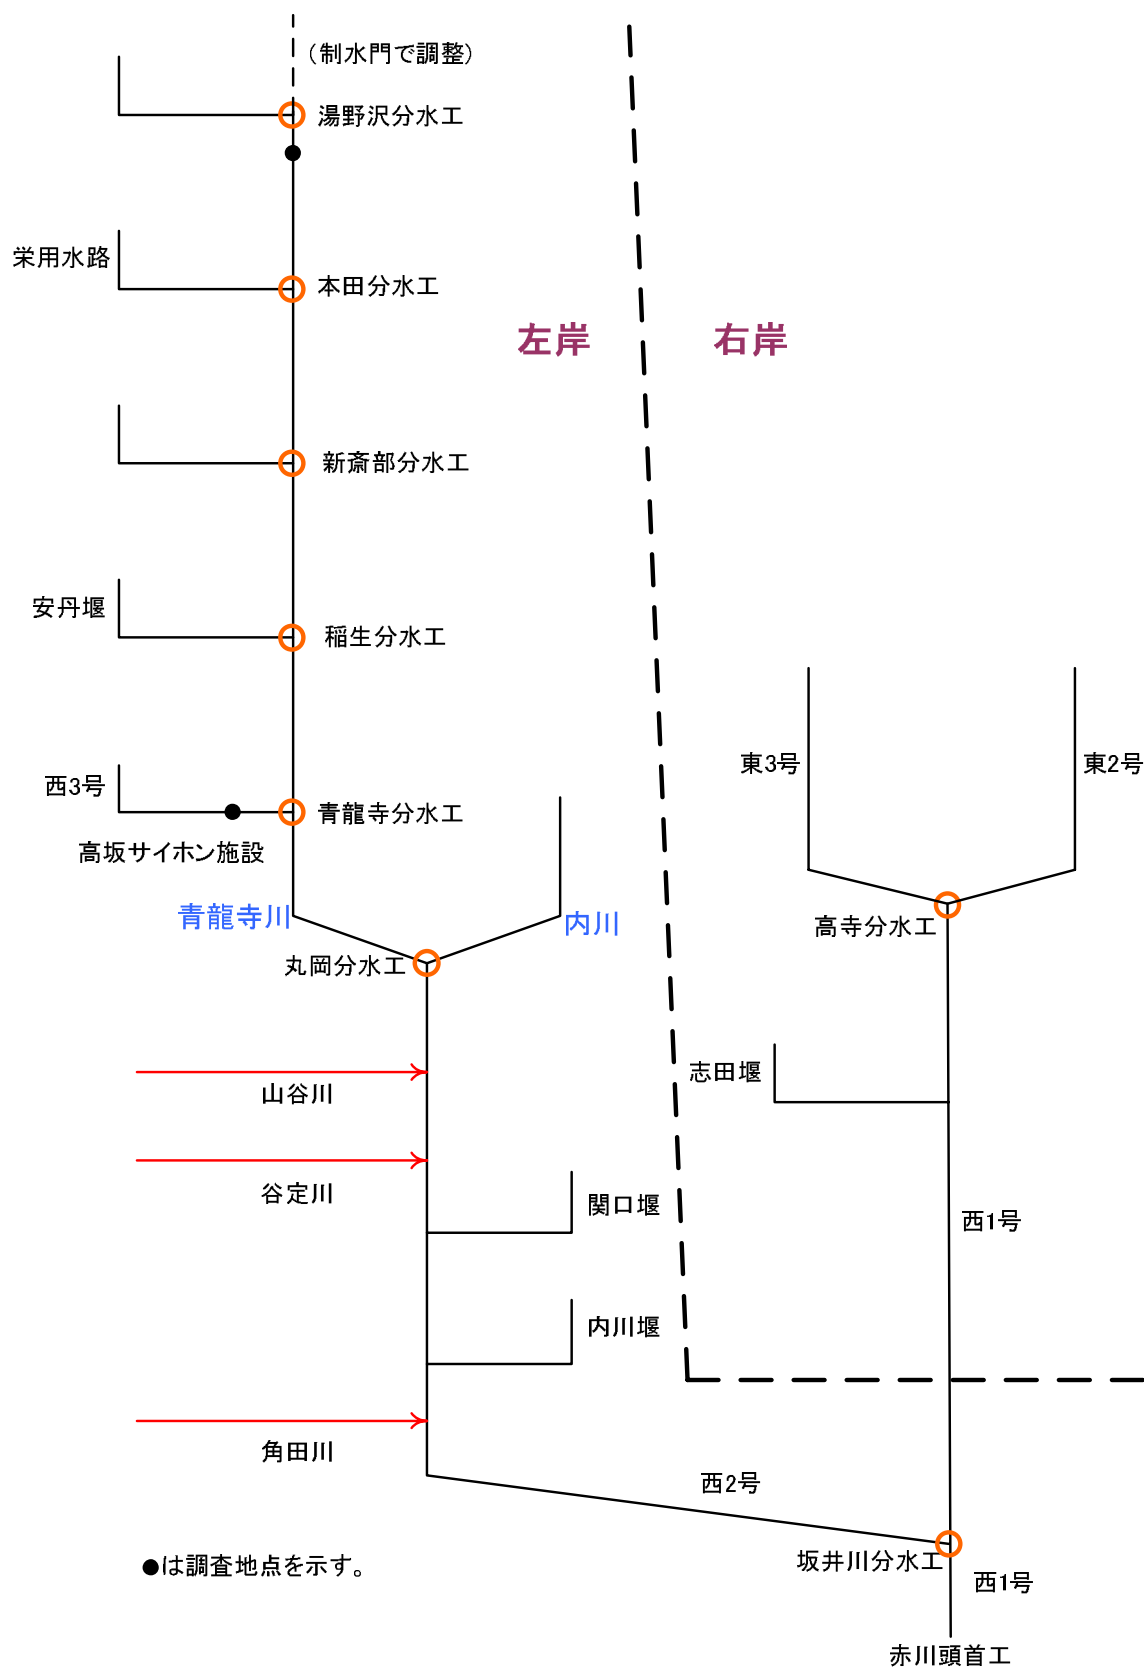 （制水門で調整）
湯野沢分水工
栄用水路
本田分水工
左岸
右岸
新斎部分水工
安丹堰
稲生分水工
東3号
東2号
西3号
青龍寺分水工
高坂サイホン施設
青龍寺川
内川
高寺分水工
丸岡分水工
志田堰
山谷川
谷定川
関口堰
西1号
内川堰
角田川
西2号
坂井川分水工
●は調査地点を示す。
西1号
赤川頭首工